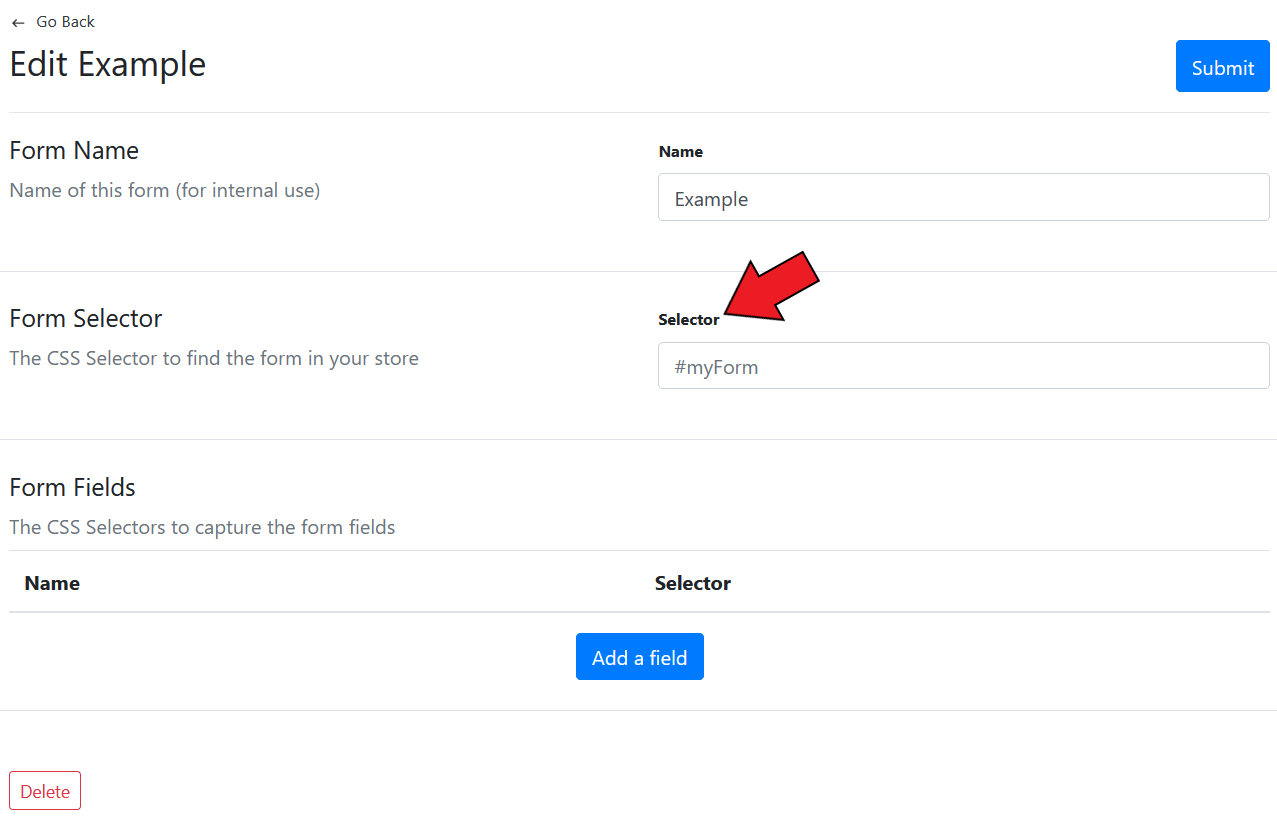 ← Go Back
Edit Example
Submit
Form Name
Name
Name of this form (for internal use)
Example
Form Selector
Selector
The CSS Selector to find the form in your store
#myForm
Form Fields
The CSS Selectors to capture the form fields
Name Selector
Add a field
Delete